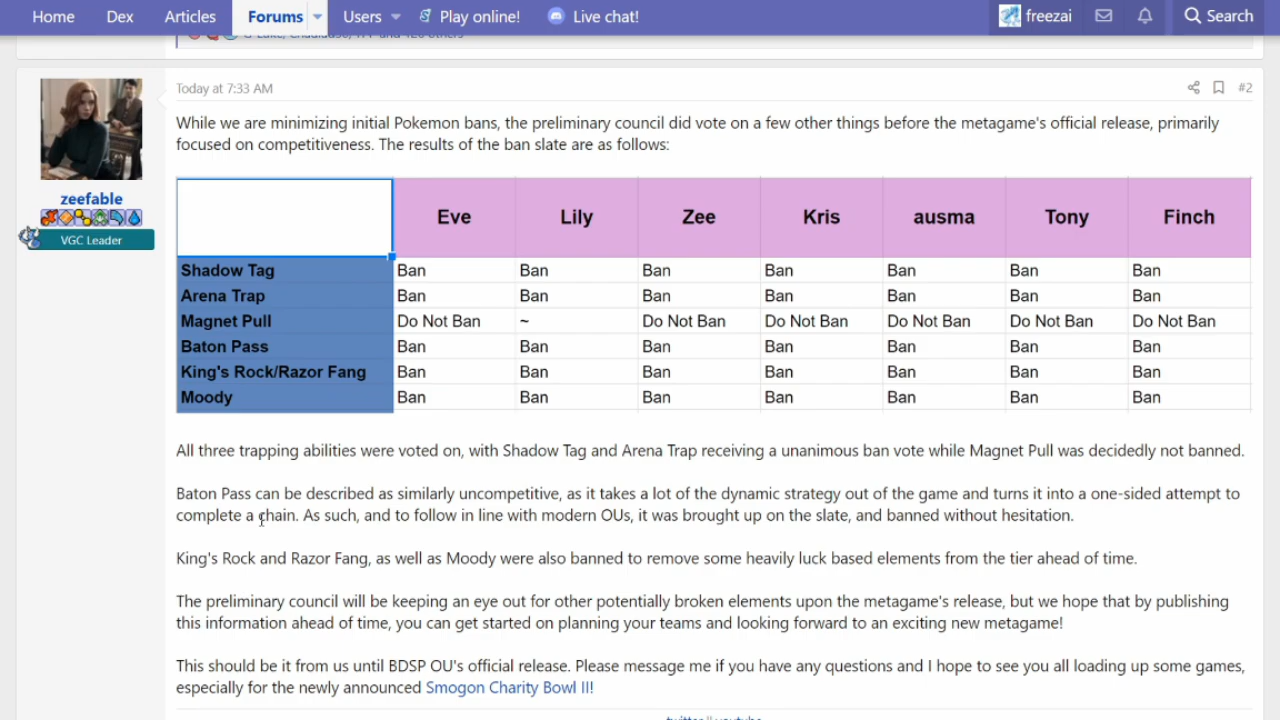 Home Dex Articles Forums Users Play online! Live chat! freezai Search
Today at 7:33 AM #2
While we are minimizing initial Pokemon bans, the preliminary council did vote on a few other things before the metagame's official release, primarily
focused on competitiveness. The results of the ban slate are as follows:
zeefable
VGC Leader
Eve Lily Zee Kris ausma Tony Finch
Shadow Tag Ban Ban Ban Ban Ban Ban Ban
Arena Trap Ban Ban Ban Ban Ban Ban Ban
Magnet Pull Do Not Ban ~ Do Not Ban Do Not Ban Do Not Ban Do Not Ban Do Not Ban
Baton Pass Ban Ban Ban Ban Ban Ban Ban
King's Rock/Razor Fang Ban Ban Ban Ban Ban Ban Ban
Moody Ban Ban Ban Ban Ban Ban Ban
All three trapping abilities were voted on, with Shadow Tag and Arena Trap receiving a unanimous ban vote while Magnet Pull was decidedly not banned.
Baton Pass can be described as similarly uncompetitive, as it takes a lot of the dynamic strategy out of the game and turns it into a one-sided attempt to
complete a chain. As such, and to follow in line with modern OUs, it was brought up on the slate, and banned without hesitation.
King's Rock and Razor Fang, as well as Moody were also banned to remove some heavily luck based elements from the tier ahead of time.
The preliminary council will be keeping an eye out for other potentially broken elements upon the metagame's release, but we hope that by publishing
this information ahead of time, you can get started on planning your teams and looking forward to an exciting new metagame!
This should be it from us until BDSP OU's official release. Please message me if you have any questions and I hope to see you all loading up some games,
especially for the newly announced Smogon Charity Bowl II!
twitter || youtube